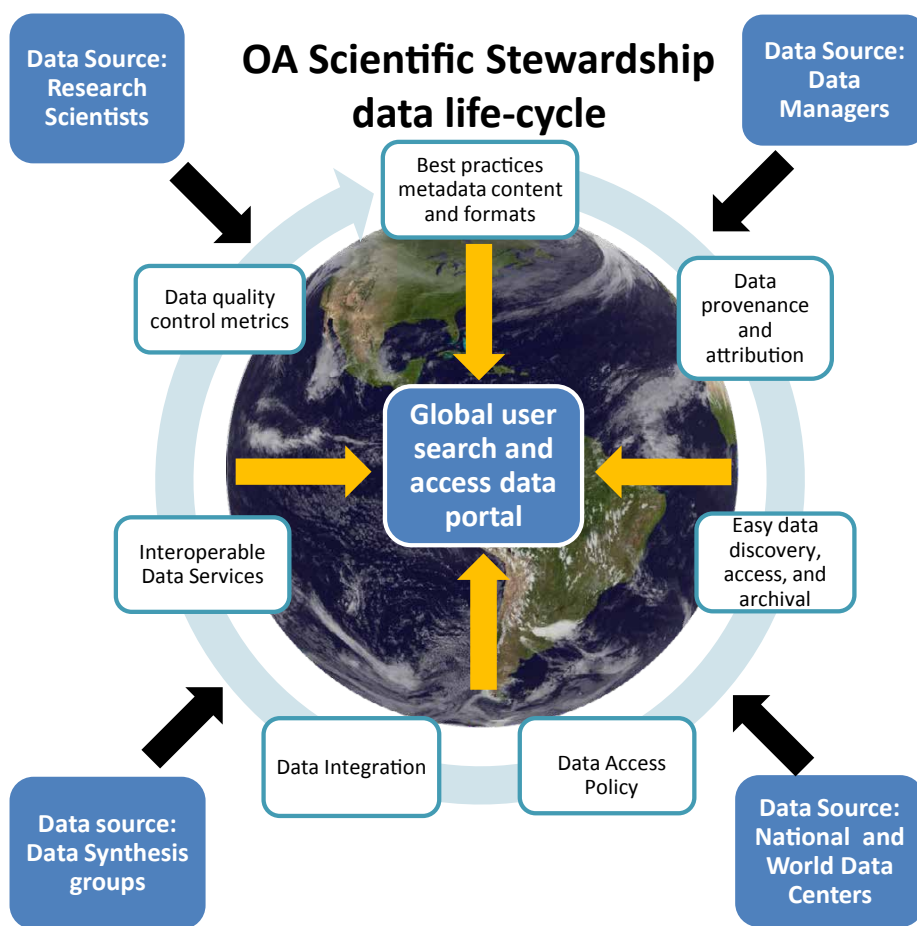 Data Source:
Research
Scientists
OA Scientific Stewardship
data life-cycle
Data Source:
Data
Managers
Best practices
metadata content
and formats
Data quality
control metrics
Data
provenance
and
attribution
Global user
search and
access data
portal
Interoperable
Data Services
Easy data
discovery,
access, and
archival
Data Integration
Data Access
Policy
Data source:
Data Synthesis
groups
Data Source:
National and
World Data
Centers